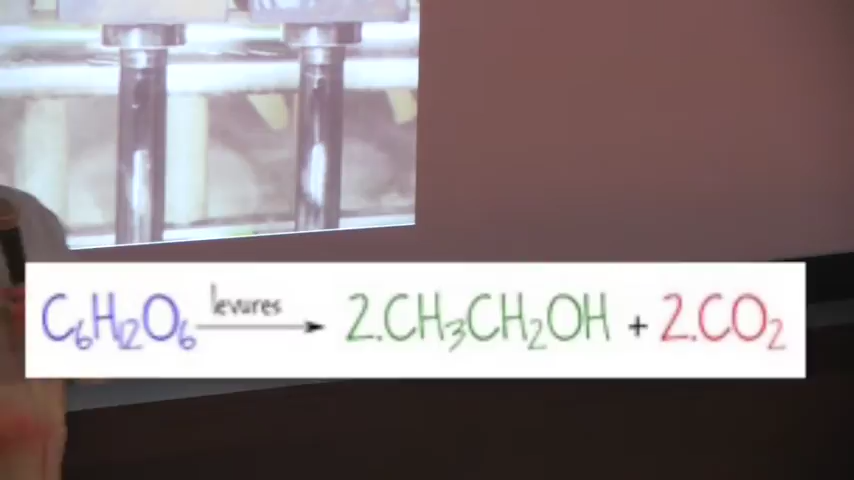 C₆H₁₂O₆ levures → 2.CH₃CH₂OH + 2.CO₂